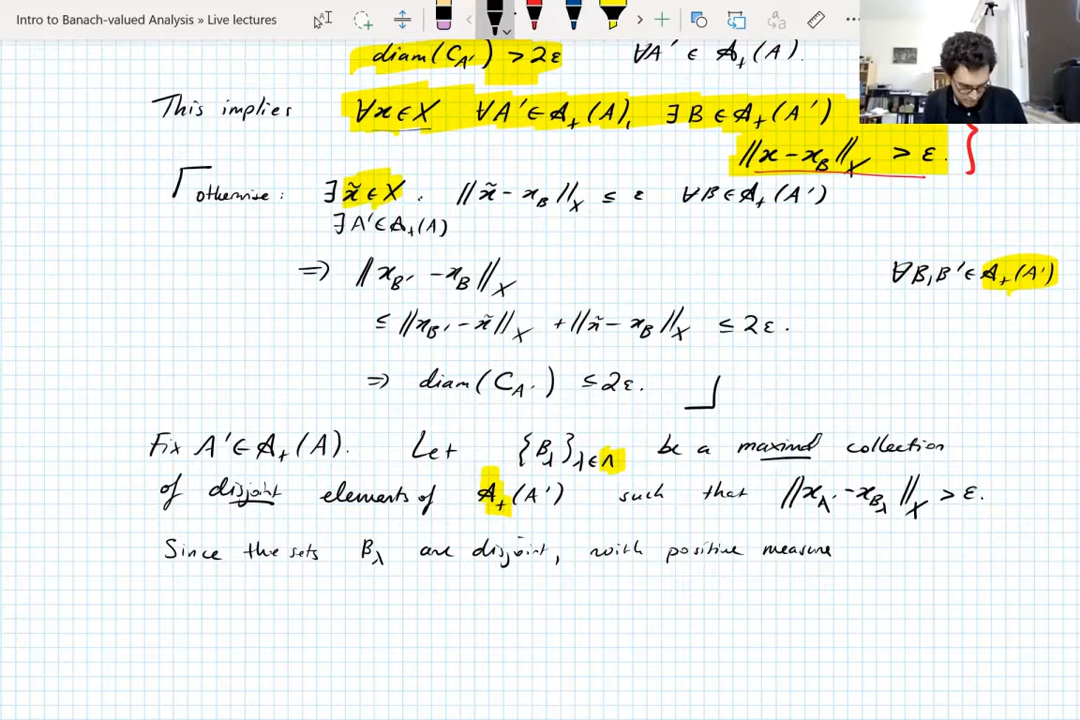 Intro to Banach-valued Analysis » Live lectures
diam(C_A') > 2ε ∀A' ∈ 𝔸₊(A).
This implies ∀x∈X ∀A'∈𝔸₊(A), ∃B∈𝔸₊(A')
‖x - x_B‖_X > ε.
otherwise: ∃x̃∈X. ‖x̃ - x_B‖_X ≤ ε ∀B∈𝔸₊(A')
∃A'∈𝔸₊(A)
⇒ ‖x_B' - x_B‖_X ∀B,B'∈𝔸₊(A')
≤ ‖x_B' - x̃‖_X + ‖x̃ - x_B‖_X ≤ 2ε.
⇒ diam(C_A') ≤ 2ε.
Fix A'∈𝔸₊(A). Let {B_λ}_λ∈Λ be a maximal collection
of disjoint elements of 𝔸₊(A') such that ‖x_A' - x_B_λ‖_X > ε.
Since the sets B_λ are disjoint, with positive measure